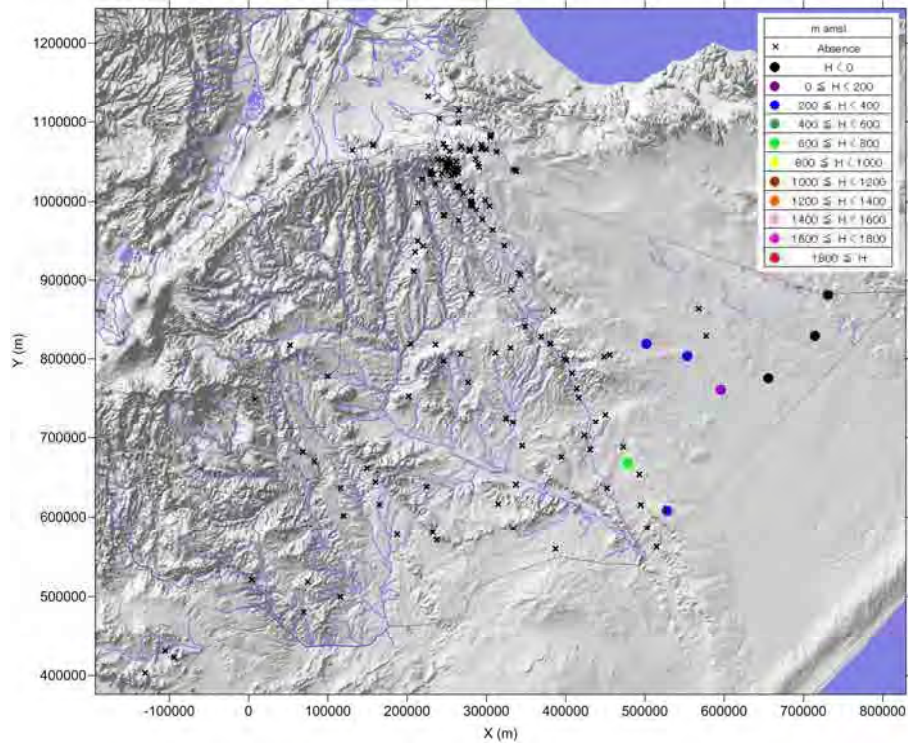 m amsl
Absence
H < 0
0 ≦ H < 200
200 ≦ H < 400
400 ≦ H < 600
600 ≦ H < 800
800 ≦ H < 1000
1000 ≦ H < 1200
1200 ≦ H < 1400
1400 ≦ H < 1600
1600 ≦ H < 1800
1800 ≦ H
1200000
1100000
1000000
900000
800000
700000
600000
500000
400000
Y (m)
-100000 0 100000 200000 300000 400000 500000 600000 700000 800000
X (m)